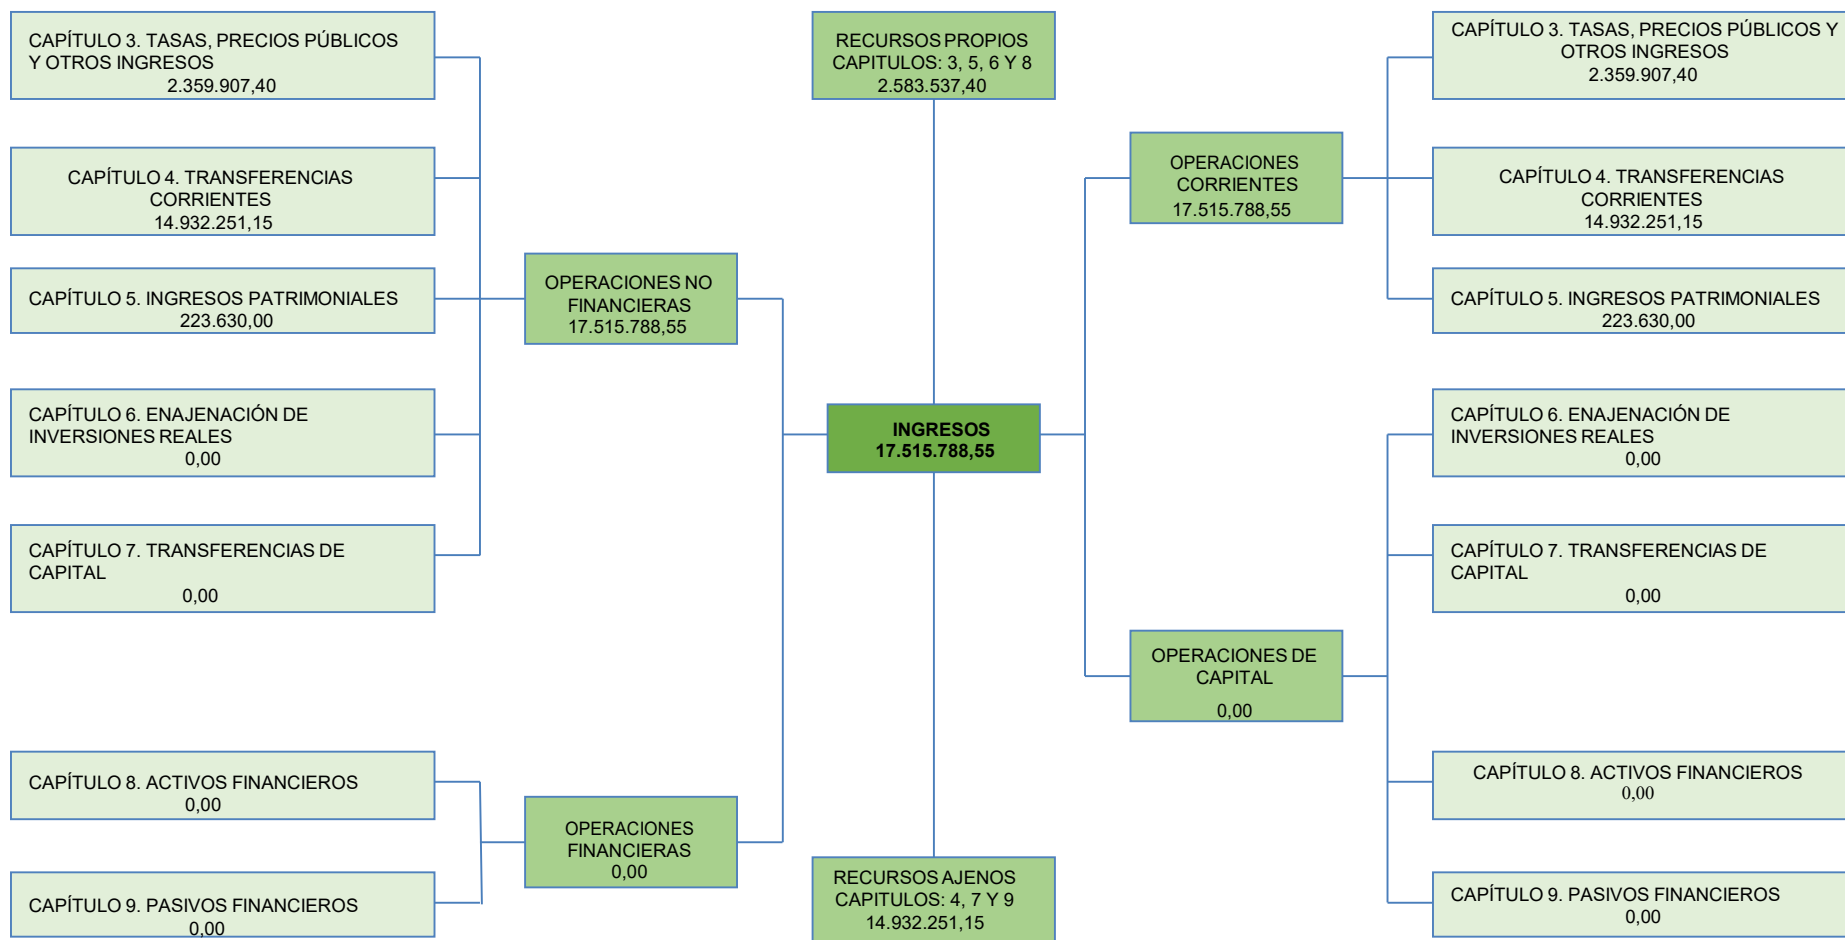 CAPÍTULO 3. TASAS, PRECIOS PÚBLICOS
Y OTROS INGRESOS
2.359.907,40
CAPÍTULO 4. TRANSFERENCIAS
CORRIENTES
14.932.251,15
CAPÍTULO 5. INGRESOS PATRIMONIALES
223.630,00
CAPÍTULO 6. ENAJENACIÓN DE
INVERSIONES REALES
0,00
CAPÍTULO 7. TRANSFERENCIAS DE
CAPITAL
0,00
CAPÍTULO 8. ACTIVOS FINANCIEROS
0,00
CAPÍTULO 9. PASIVOS FINANCIEROS
0,00
OPERACIONES NO
FINANCIERAS
17.515.788,55
OPERACIONES
FINANCIERAS
0,00
RECURSOS PROPIOS
CAPITULOS: 3, 5, 6 Y 8
2.583.537,40
INGRESOS
17.515.788,55
RECURSOS AJENOS
CAPITULOS: 4, 7 Y 9
14.932.251,15
OPERACIONES
CORRIENTES
17.515.788,55
OPERACIONES DE
CAPITAL
0,00
CAPÍTULO 3. TASAS, PRECIOS PÚBLICOS Y
OTROS INGRESOS
2.359.907,40
CAPÍTULO 4. TRANSFERENCIAS
CORRIENTES
14.932.251,15
CAPÍTULO 5. INGRESOS PATRIMONIALES
223.630,00
CAPÍTULO 6. ENAJENACIÓN DE
INVERSIONES REALES
0,00
CAPÍTULO 7. TRANSFERENCIAS DE
CAPITAL
0,00
CAPÍTULO 8. ACTIVOS FINANCIEROS
0,00
CAPÍTULO 9. PASIVOS FINANCIEROS
0,00